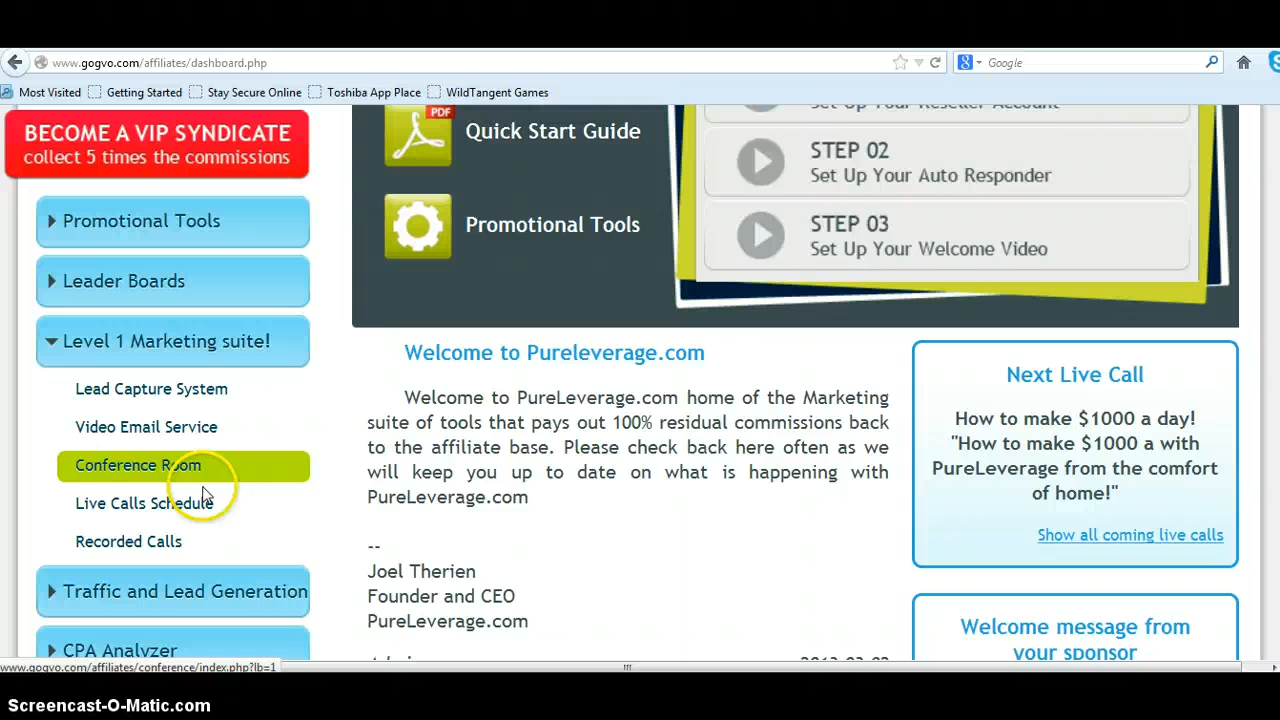 www.gogvo.com/affiliates/dashboard.php
Google
Most Visited Getting Started Stay Secure Online Toshiba App Place WildTangent Games
BECOME A VIP SYNDICATE
collect 5 times the commissions
Promotional Tools
Leader Boards
Level 1 Marketing suite!
Lead Capture System
Video Email Service
Conference Room
Live Calls Schedule
Recorded Calls
Traffic and Lead Generation
CPA Analyzer
www.gogvo.com/affiliates/conference/index.php?lb=1
PDF
Quick Start Guide
Promotional Tools
Set Up Your Reseller Account
STEP 02
Set Up Your Auto Responder
STEP 03
Set Up Your Welcome Video
Welcome to Pureleverage.com
Welcome to PureLeverage.com home of the Marketing
suite of tools that pays out 100% residual commissions back
to the affiliate base. Please check back here often as we
will keep you up to date on what is happening with
PureLeverage.com
--
Joel Therien
Founder and CEO
PureLeverage.com
Next Live Call
How to make $1000 a day!
"How to make $1000 a with
PureLeverage from the comfort
of home!"
Show all coming live calls
Welcome message from
your sponsor
Screencast-O-Matic.com